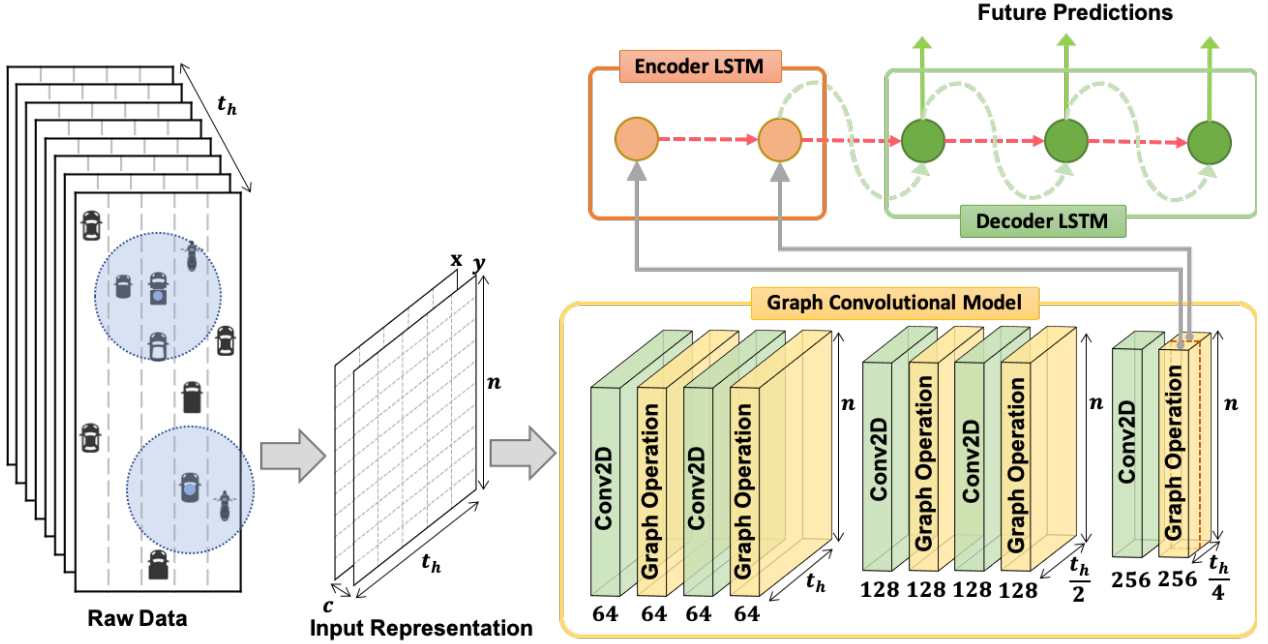 Future Predictions
Encoder LSTM
t_h
Decoder LSTM
x y
Graph Convolutional Model
n
n
n
n
Conv2D
Graph Operation
Conv2D
Graph Operation
Conv2D
Graph Operation
Conv2D
Graph Operation
Conv2D
Graph Operation
t_h
t_h
t_h/2
t_h/4
c
64 64 64 64
128 128 128 128
256 256
Raw Data
Input Representation